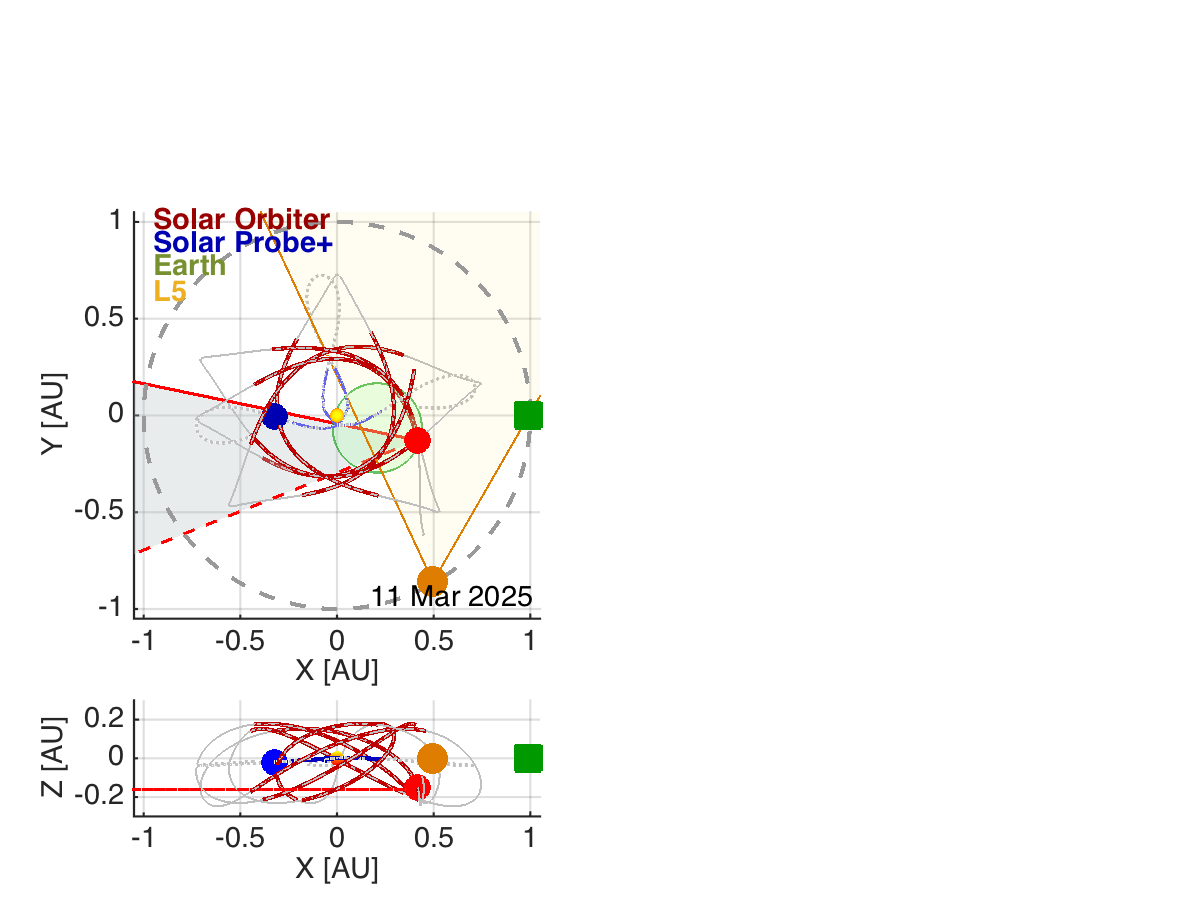 Solar Orbiter
Solar Probe+
Earth
L5
1
0.5
0
-0.5
-1
Y [AU]
11 Mar 2025
-1 -0.5 0 0.5 1
X [AU]
0.2
0
-0.2
Z [AU]
-1 -0.5 0 0.5 1
X [AU]